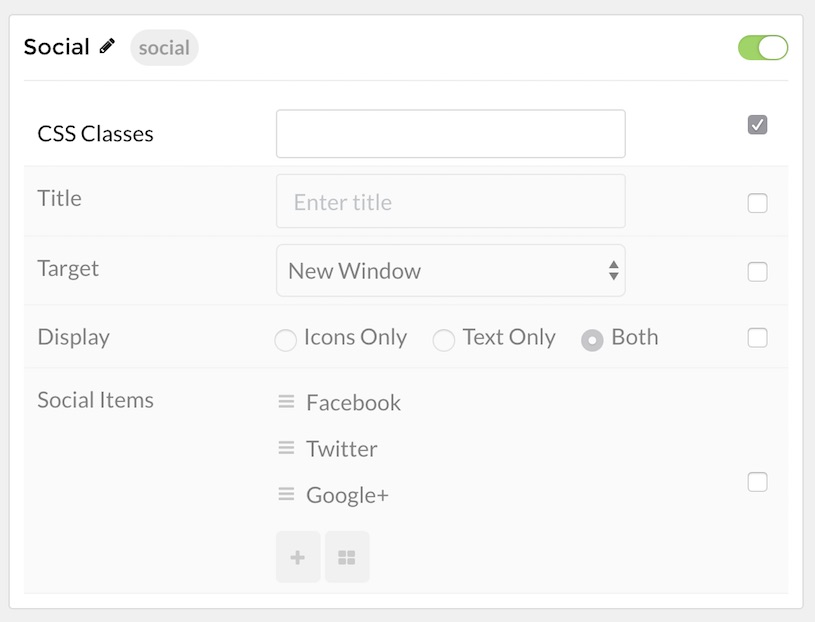 Social social
CSS Classes
Title Enter title
Target New Window
Display Icons Only Text Only Both
Social Items Facebook
Twitter
Google+